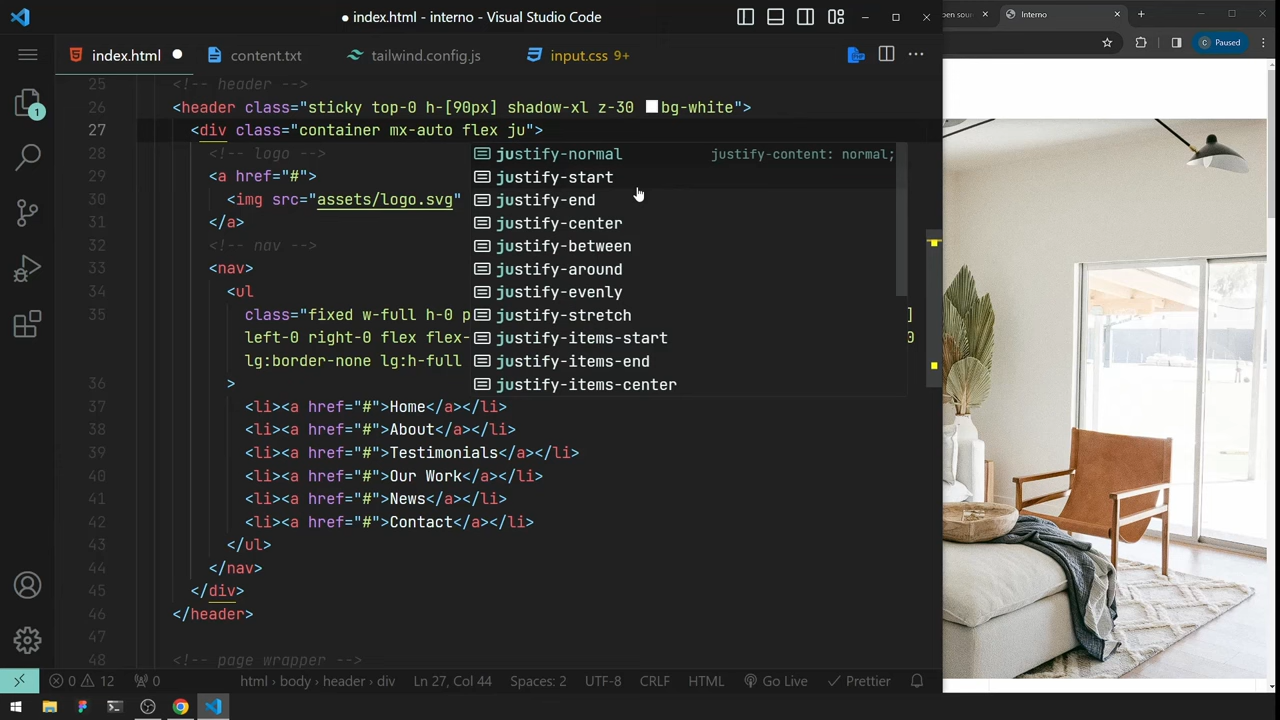 index.html - interno - Visual Studio Code
pen sour
Interno
index.html
content.txt
tailwind.config.js
input.css 9+
Paused
C
1
25 <!-- header -->
26 <header class="sticky top-0 h-[90px] shadow-xl z-30 bg-white">
27 <div class="container mx-auto flex ju">
28 <!-- logo -->
justify-normal justify-content: normal;
29 <a href="#">
justify-start
30 <img src="assets/logo.svg"
justify-end
31 </a>
justify-center
32 <!-- nav -->
justify-between
33 <nav>
justify-around
34 <ul
justify-evenly
35 class="fixed w-full h-0 p ]
justify-stretch
left-0 right-0 flex flex- 0
justify-items-start
lg:border-none lg:h-full
justify-items-end
36 >
justify-items-center
37 <li><a href="#">Home</a></li>
38 <li><a href="#">About</a></li>
39 <li><a href="#">Testimonials</a></li>
40 <li><a href="#">Our Work</a></li>
41 <li><a href="#">News</a></li>
42 <li><a href="#">Contact</a></li>
43 </ul>
44 </nav>
45 </div>
46 </header>
47
48 <!-- page wrapper -->
0 12 0 html › body › header › div Ln 27, Col 44 Spaces: 2 UTF-8 CRLF HTML Go Live Prettier